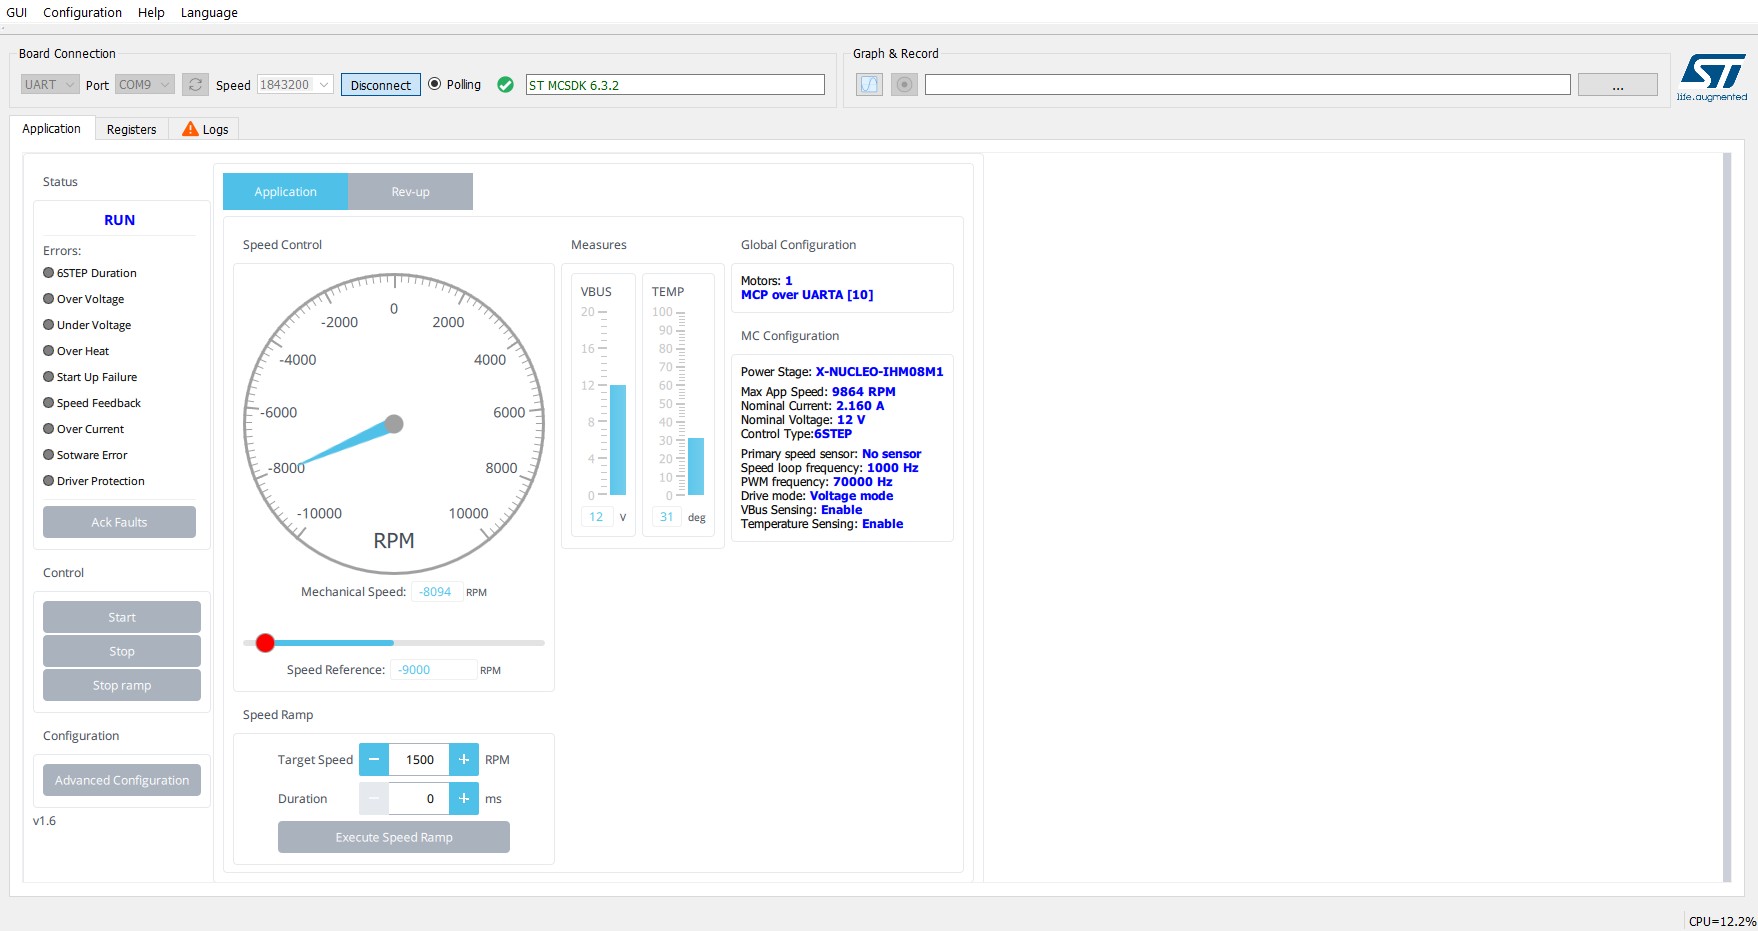 GUI Configuration Help Language
Board Connection
UART Port COM9 Speed 1843200 Disconnect Polling ST MCSDK 6.3.2
Graph & Record
...
ST
life.augmented
Application Registers Logs
Status
RUN
Errors:
6STEP Duration
Over Voltage
Under Voltage
Over Heat
Start Up Failure
Speed Feedback
Over Current
Sotware Error
Driver Protection
Ack Faults
Control
Start
Stop
Stop ramp
Configuration
Advanced Configuration
v1.6
Application Rev-up
Speed Control
0
-2000 2000
-4000 4000
-6000 6000
-8000 8000
-10000 10000
RPM
Mechanical Speed: -8094 RPM
Speed Reference: -9000 RPM
Speed Ramp
Target Speed − 1500 + RPM
Duration − 0 + ms
Execute Speed Ramp
Measures
VBUS
20
16
12
8
4
0
12 V
TEMP
100
90
80
70
60
50
40
30
20
10
0
31 deg
Global Configuration
Motors: 1
MCP over UARTA [10]
MC Configuration
Power Stage: X-NUCLEO-IHM08M1
Max App Speed: 9864 RPM
Nominal Current: 2.160 A
Nominal Voltage: 12 V
Control Type:6STEP
Primary speed sensor: No sensor
Speed loop frequency: 1000 Hz
PWM frequency: 70000 Hz
Drive mode: Voltage mode
VBus Sensing: Enable
Temperature Sensing: Enable
CPU=12.2%